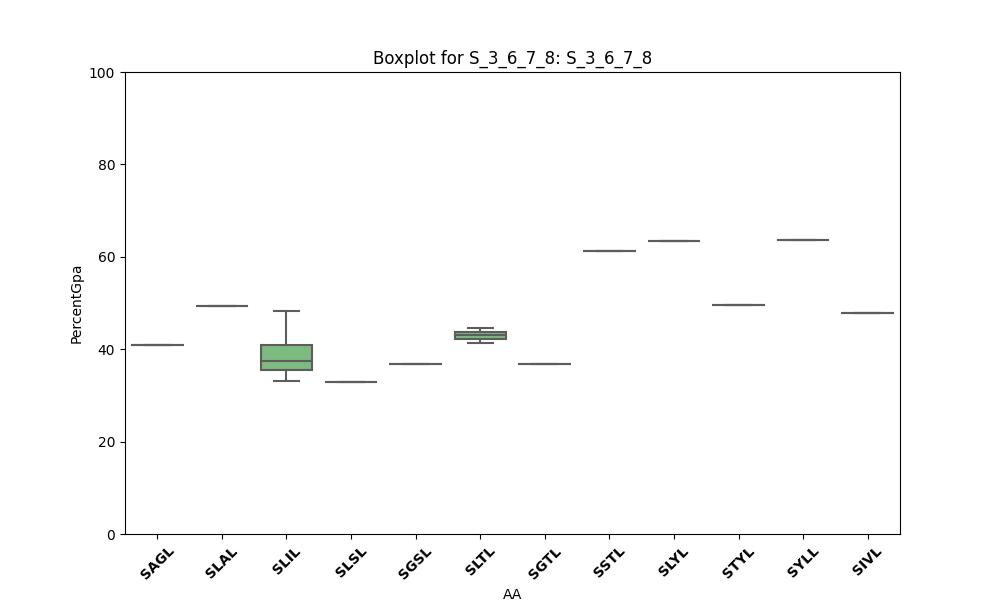 Boxplot for S_3_6_7_8: S_3_6_7_8
100
80
60
40
20
0
PercentGpa
SAGL
SLAL
SLIL
SLSL
SGSL
SLTL
SGTL
SSTL
SLYL
STYL
SYLL
SIVL
AA